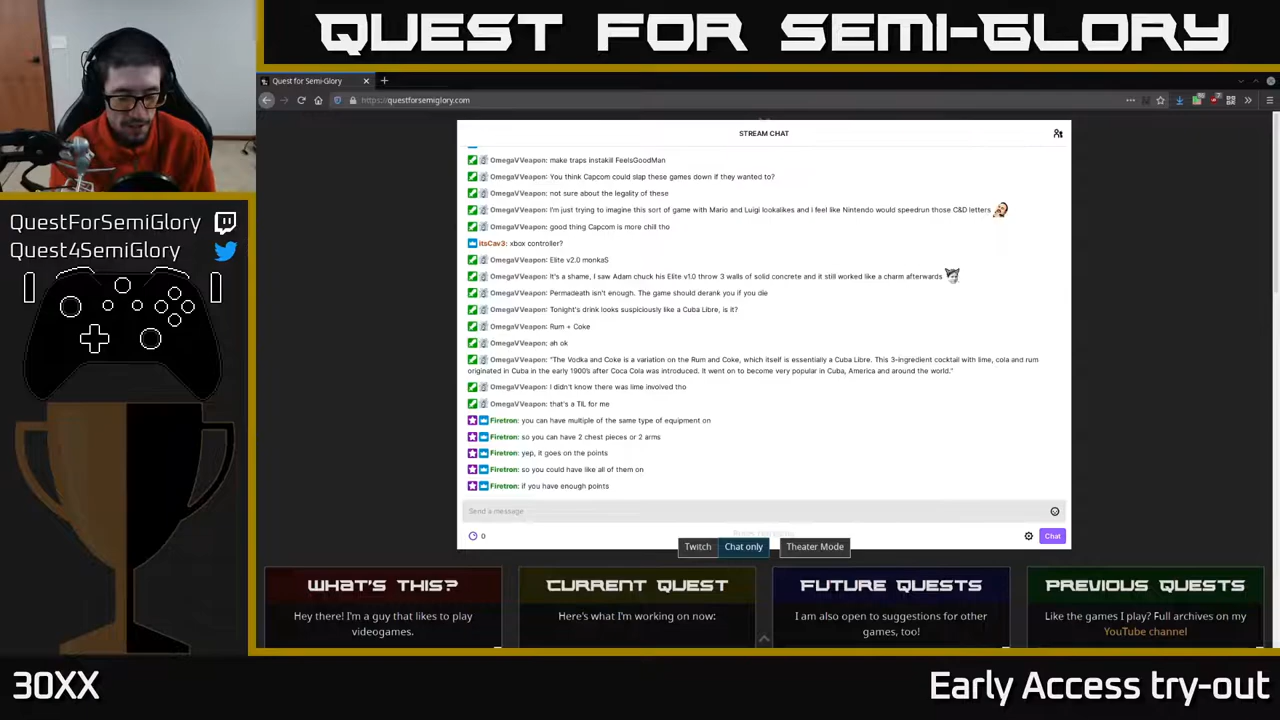 QUEST FOR SEMI-GLORY
Quest for Semi-Glory
https://questforsemiglory.com
STREAM CHAT
OmegaVVeapon: make traps instakill FeelsGoodMan
OmegaVVeapon: You think Capcom could slap these games down if they wanted to?
OmegaVVeapon: not sure about the legality of these
OmegaVVeapon: I'm just trying to imagine this sort of game with Mario and Luigi lookalikes and I feel like Nintendo would speedrun those C&D letters
OmegaVVeapon: good thing Capcom is more chill tho
itsCav3: xbox controller?
OmegaVVeapon: Elite v2.0 monkaS
OmegaVVeapon: It's a shame, I saw Adam chuck his Elite v1.0 throw 3 walls of solid concrete and it still worked like a charm afterwards
OmegaVVeapon: Permadeath isn't enough. The game should derank you if you die
OmegaVVeapon: Tonight's drink looks suspiciously like a Cuba Libre, is it?
OmegaVVeapon: Rum + Coke
OmegaVVeapon: ah ok
OmegaVVeapon: "The Vodka and Coke is a variation on the Rum and Coke, which itself is essentially a Cuba Libre. This 3-ingredient cocktail with lime, cola and rum
originated in Cuba in the early 1900's after Coca Cola was introduced. It went on to become very popular in Cuba, America and around the world."
OmegaVVeapon: I didn't know there was lime involved tho
OmegaVVeapon: that's a TIL for me
Firetron: you can have multiple of the same type of equipment on
Firetron: so you can have 2 chest pieces or 2 arms
Firetron: yep, it goes on the points
Firetron: so you could have like all of them on
Firetron: if you have enough points
Send a message
0
Chat
Twitch
Chat only
Theater Mode
QuestForSemiGlory
Quest4SemiGlory
WHAT'S THIS?
Hey there! I'm a guy that likes to play
videogames.
CURRENT QUEST
Here's what I'm working on now:
FUTURE QUESTS
I am also open to suggestions for other
games, too!
PREVIOUS QUESTS
Like the games I play? Full archives on my
YouTube channel
30XX
Early Access try-out